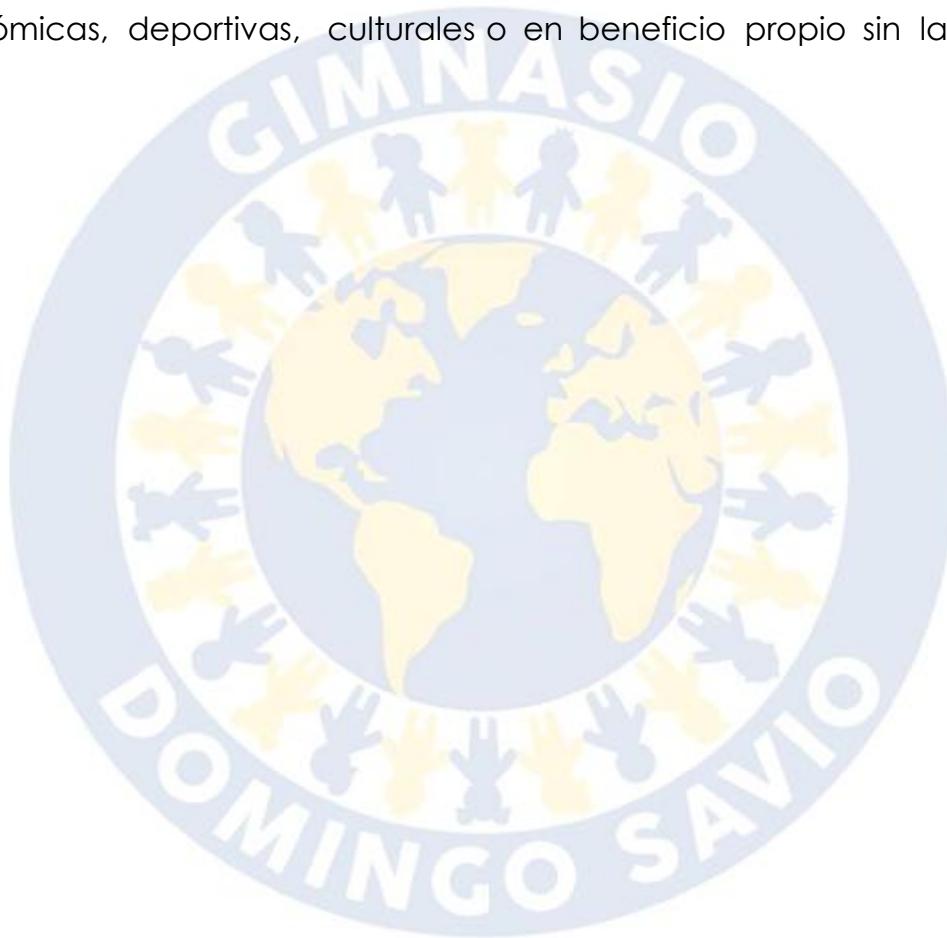 ómicas, deportivas, culturales o en beneficio propio sin la
GIMNASIO
DOMINGO SAVIO